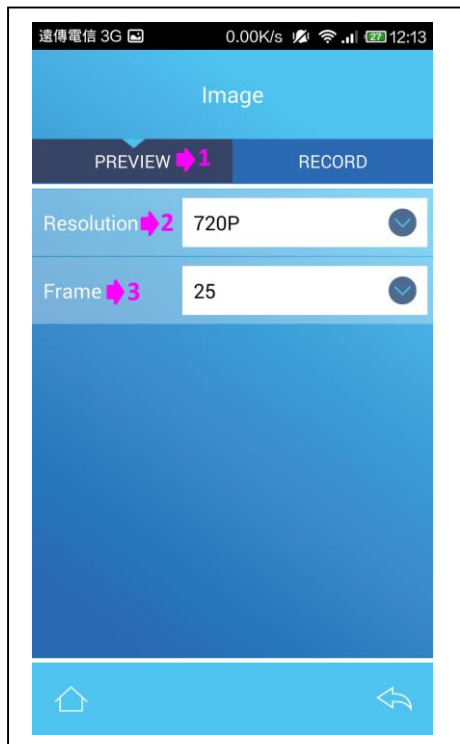 遠傳電信 3G 0.00K/s 27 12:13
Image
PREVIEW 1 RECORD
Resolution 2 720P
Frame 3 25